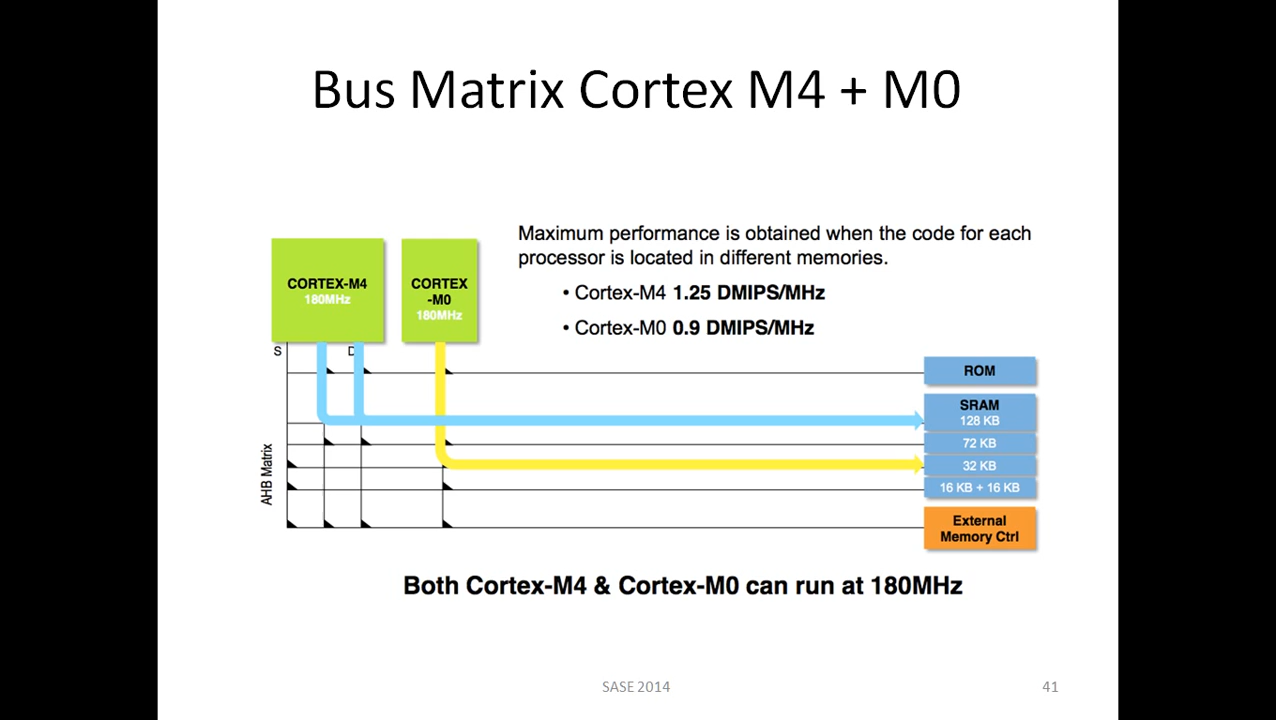 Bus Matrix Cortex M4 + M0
Maximum performance is obtained when the code for each
processor is located in different memories.
• Cortex-M4 1.25 DMIPS/MHz
• Cortex-M0 0.9 DMIPS/MHz
CORTEX-M4
180MHz
CORTEX
-M0
180MHz
S
D
AHB Matrix
ROM
SRAM
128 KB
72 KB
32 KB
16 KB + 16 KB
External
Memory Ctrl
Both Cortex-M4 & Cortex-M0 can run at 180MHz
SASE 2014
41